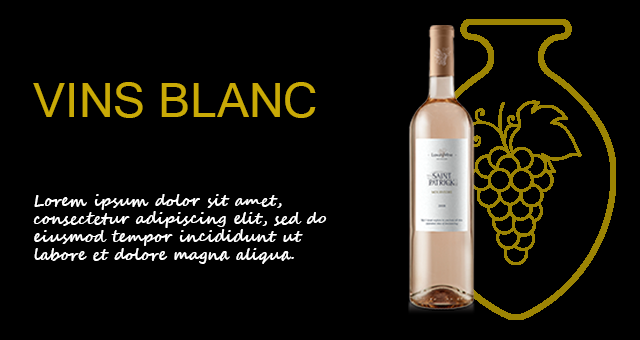 VINS BLANC
Lorem ipsum dolor sit amet,
consectetur adipiscing elit, sed do
eiusmod tempor incididunt ut
labore et dolore magna aliqua.
SAINT
PATRICK